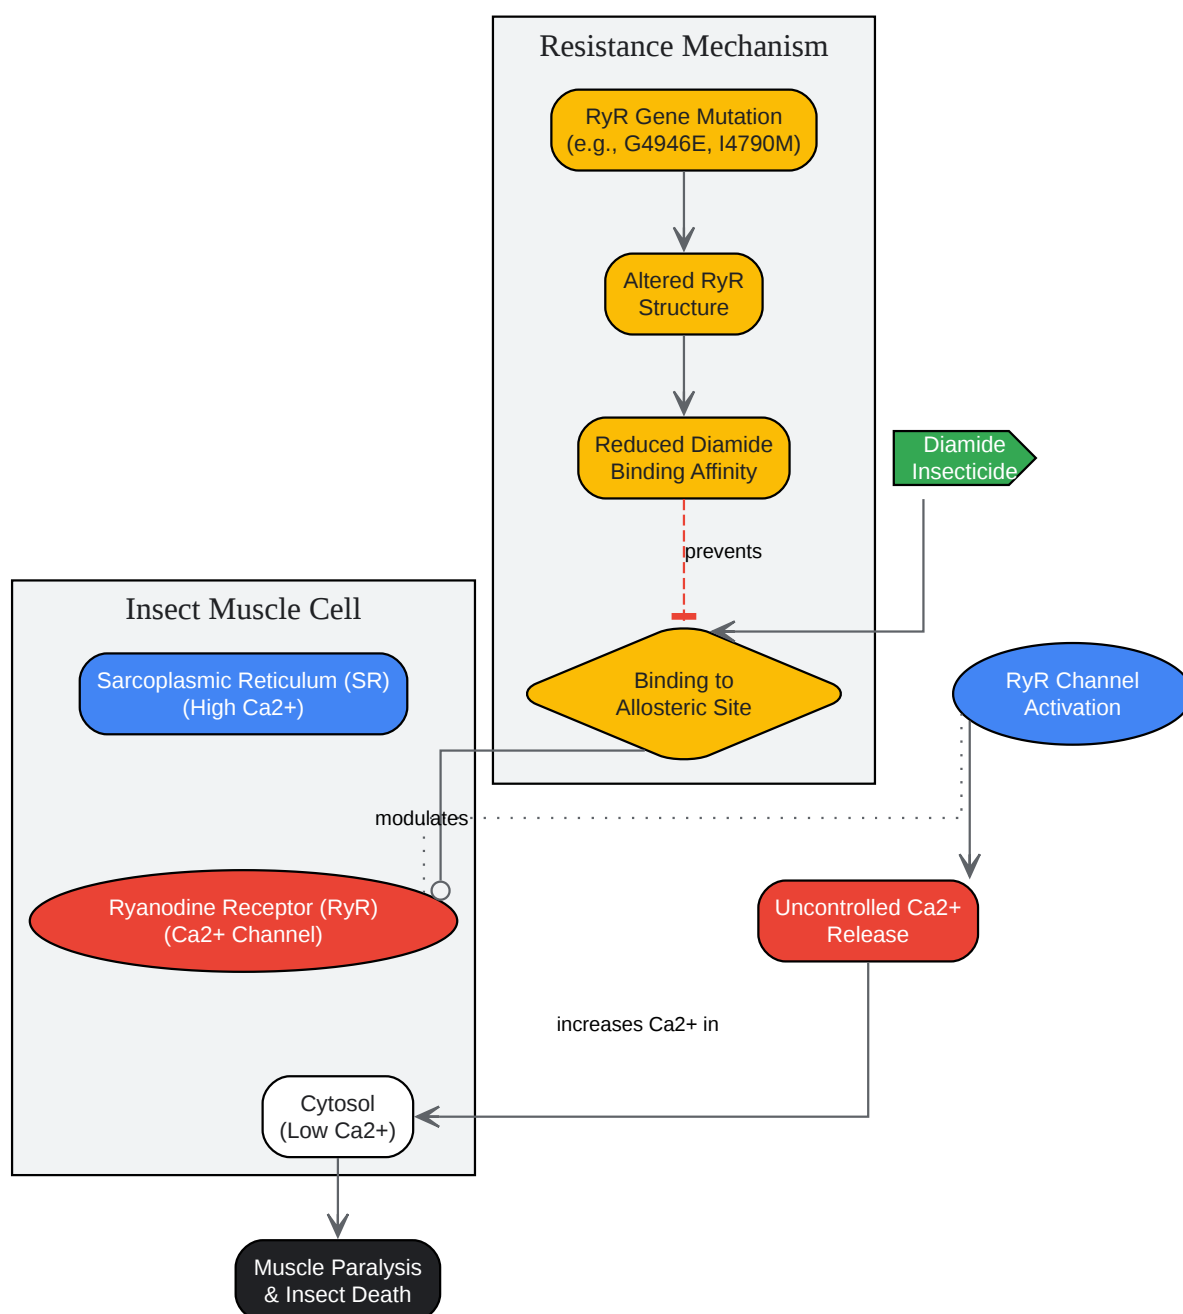 Resistance Mechanism
RyR Gene Mutation
(e.g., G4946E, I4790M)
Altered RyR
Structure
Reduced Diamide
Binding Affinity
Diamide
Insecticide
prevents
Insect Muscle Cell
Sarcoplasmic Reticulum (SR)
(High Ca2+)
Binding to
Allosteric Site
RyR Channel
Activation
modulates
Ryanodine Receptor (RyR)
(Ca2+ Channel)
Uncontrolled Ca2+
Release
increases Ca2+ in
Cytosol
(Low Ca2+)
Muscle Paralysis
& Insect Death